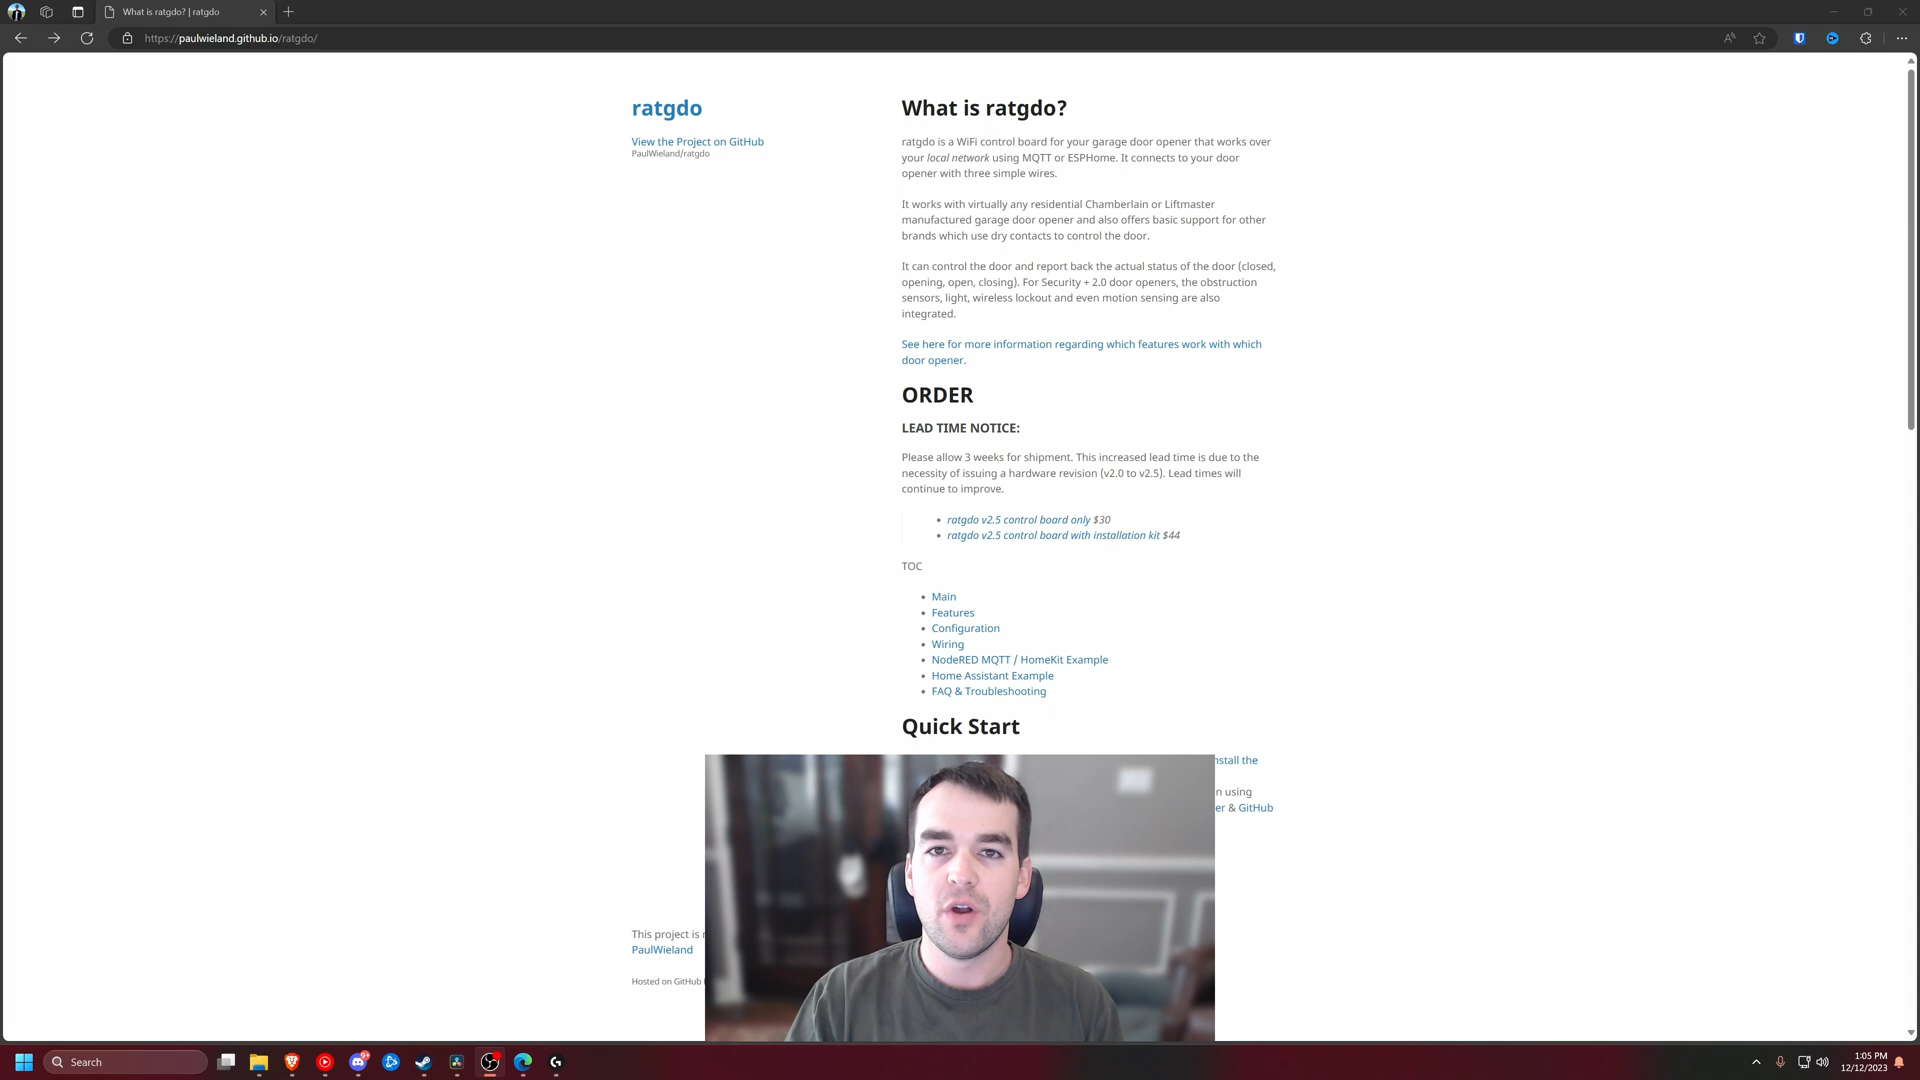 What is ratgdo? | ratgdo
https://paulwieland.github.io/ratgdo/
ratgdo
View the Project on GitHub
PaulWieland/ratgdo
What is ratgdo?
ratgdo is a WiFi control board for your garage door opener that works over
your local network using MQTT or ESPHome. It connects to your door
opener with three simple wires.
It works with virtually any residential Chamberlain or Liftmaster
manufactured garage door opener and also offers basic support for other
brands which use dry contacts to control the door.
It can control the door and report back the actual status of the door (closed,
opening, open, closing). For Security + 2.0 door openers, the obstruction
sensors, light, wireless lockout and even motion sensing are also
integrated.
See here for more information regarding which features work with which
door opener.
ORDER
LEAD TIME NOTICE:
Please allow 3 weeks for shipment. This increased lead time is due to the
necessity of issuing a hardware revision (v2.0 to v2.5). Lead times will
continue to improve.
• ratgdo v2.5 control board only $30
• ratgdo v2.5 control board with installation kit $44
TOC
• Main
• Features
• Configuration
• Wiring
• NodeRED MQTT / HomeKit Example
• Home Assistant Example
• FAQ & Troubleshooting
Quick Start
nstall the
n using
er & GitHub
This project is
PaulWieland
Hosted on GitHub
Search
1:05 PM
12/12/2023